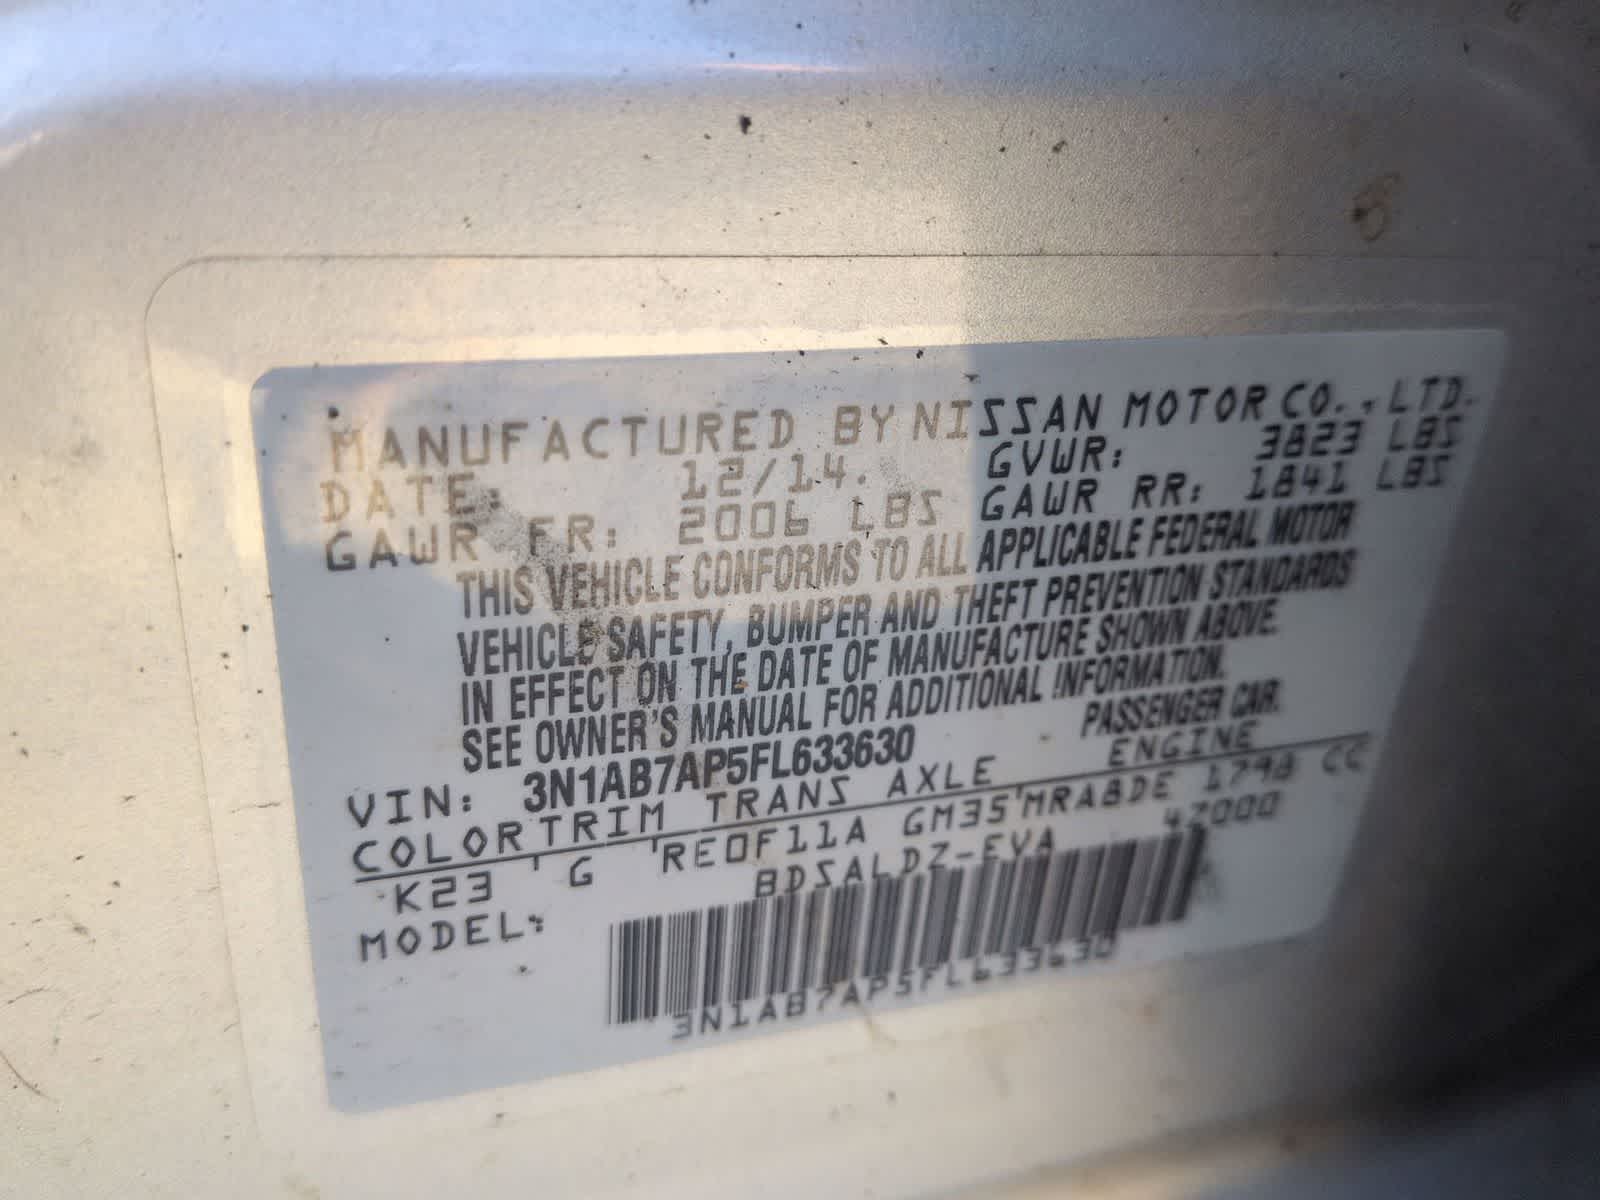 MANUFACTURED BY NISSAN MOTOR CO., LTD.
DATE: 12/14. GVWR: 3823 LBS
GAWR FR: 2006 LBS GAWR RR: 1841 LBS
THIS VEHICLE CONFORMS TO ALL APPLICABLE FEDERAL MOTOR
VEHICLE SAFETY, BUMPER AND THEFT PREVENTION STANDARDS
IN EFFECT ON THE DATE OF MANUFACTURE SHOWN ABOVE.
SEE OWNER'S MANUAL FOR ADDITIONAL INFORMATION.
VIN: 3N1AB7AP5FL633630 PASSENGER CAR.
COLOR TRIM TRANS AXLE ENGINE
K23 ' G 'RE0F11A GM35'MRA8DE 1798 CC
MODEL: BDSALDZ-EVA 47000
3N1AB7AP5FL633630